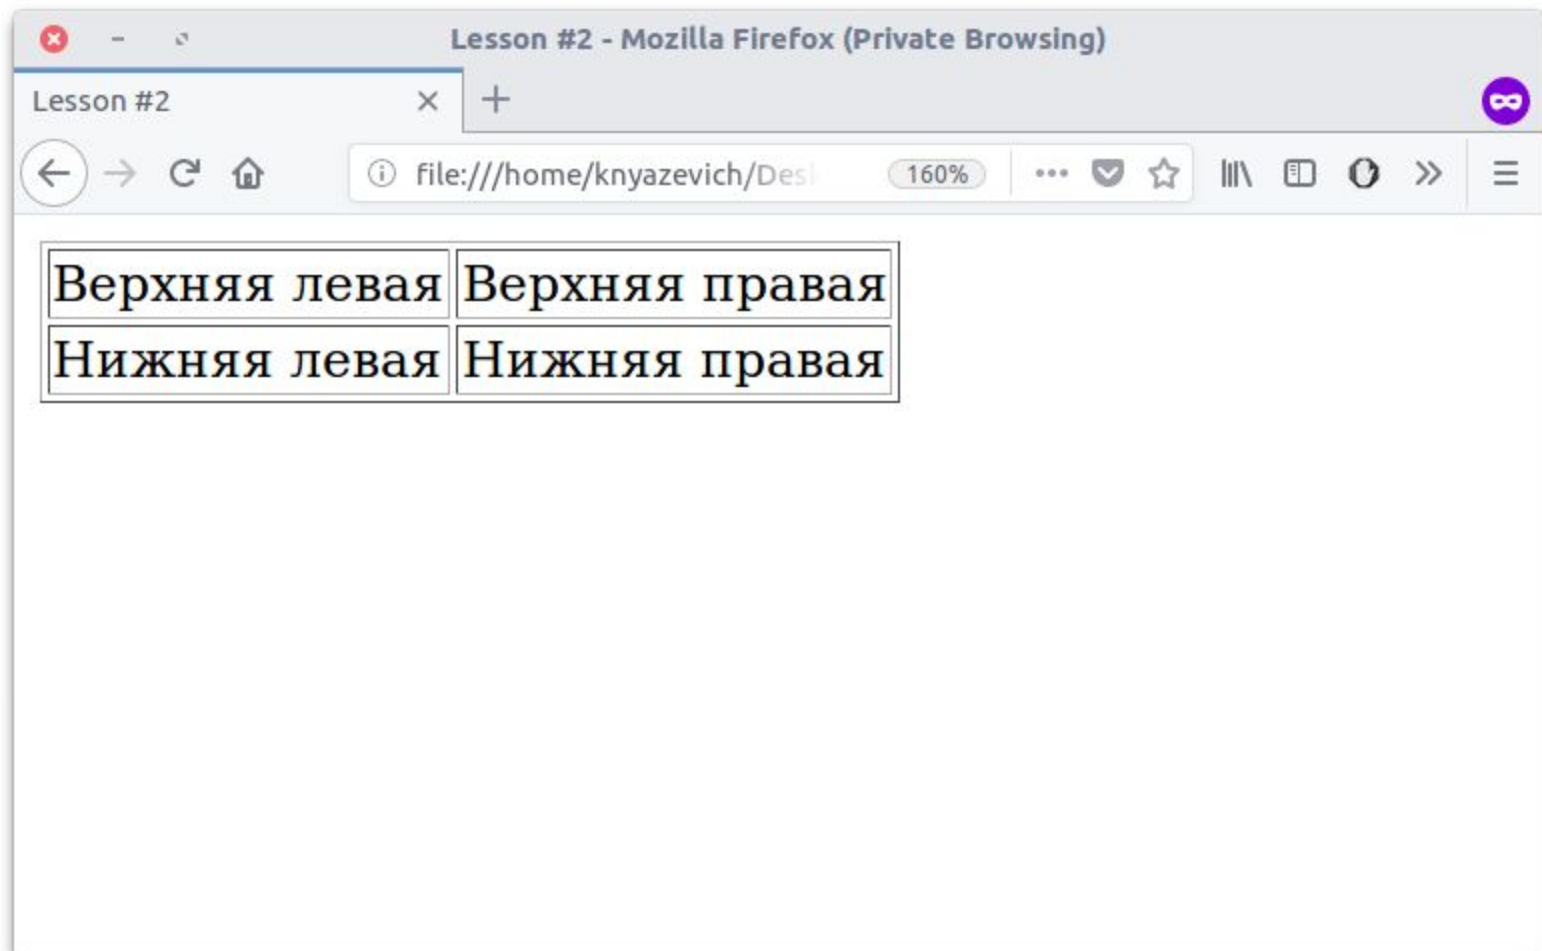 Lesson #2 - Mozilla Firefox (Private Browsing)
Lesson #2
file:///home/knyazevich/Des 160%
Верхняя левая Верхняя правая
Нижняя левая Нижняя правая